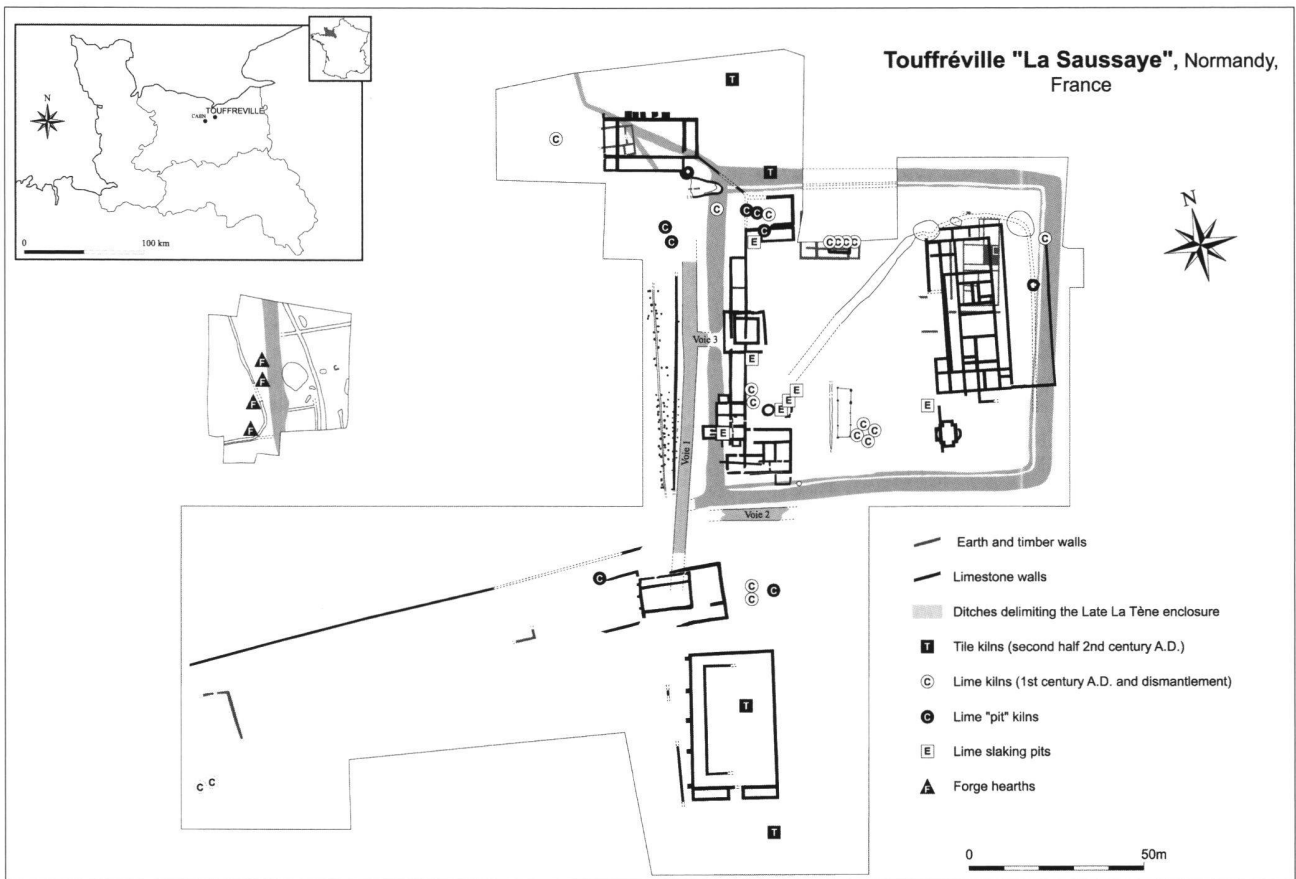 Touffréville "La Saussaye", Normandy,
France
N
CAEN TOUFFREVILLE
0 100 km
N
T
C
T
C
C C C
C
C
C
E
C C C C
C
Voie 3
E
F
F
F
F
C
C
E
E
E
E
E
C
C
C
C
Voie 1
Voie 2
C
C
C
C
T
C C
T
Earth and timber walls
Limestone walls
Ditches delimiting the Late La Tène enclosure
T Tile kilns (second half 2nd century A.D.)
C Lime kilns (1st century A.D. and dismantlement)
C Lime "pit" kilns
E Lime slaking pits
F Forge hearths
0 50m